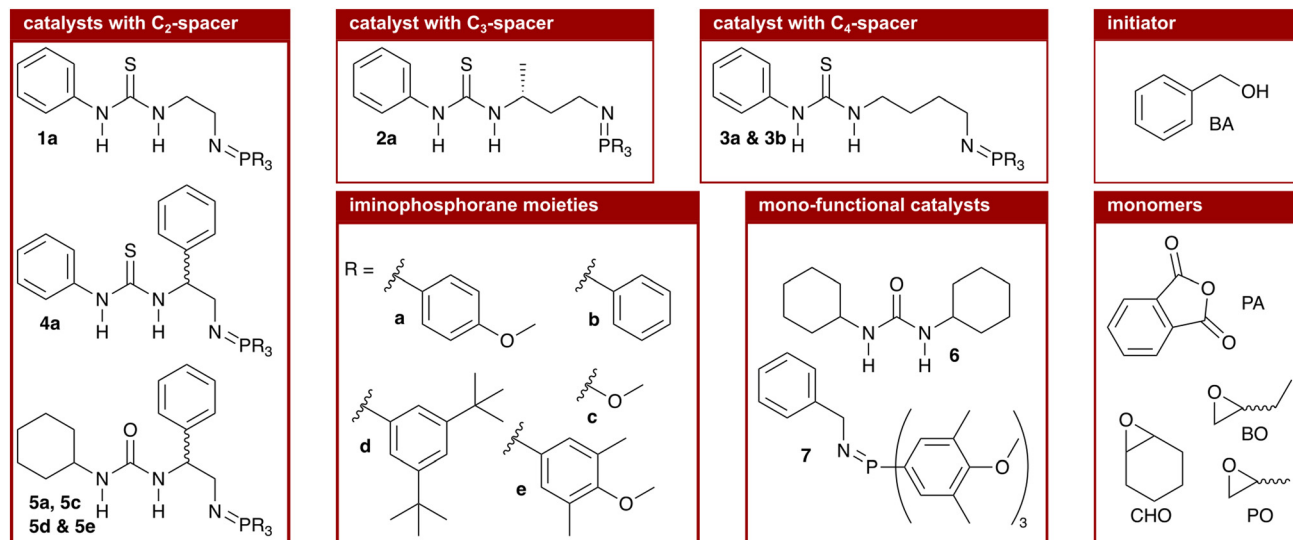 catalysts with C₂-spacer
S
N
N
H
H
1a
N
PR₃
S
N
N
H
H
4a
N
PR₃
O
N
N
H
H
5a, 5c
5d & 5e
N
PR₃
catalyst with C₃-spacer
S
N
N
H
H
2a
N
PR₃
catalyst with C₄-spacer
S
N
N
H
H
3a & 3b
N
PR₃
initiator
OH
BA
iminophosphorane moieties
R =
a
O
b
c
O
d
e
O
mono-functional catalysts
O
N
N
H
H
6
7
N
P
O
3
monomers
O
O
O
PA
O
CHO
O
BO
O
PO